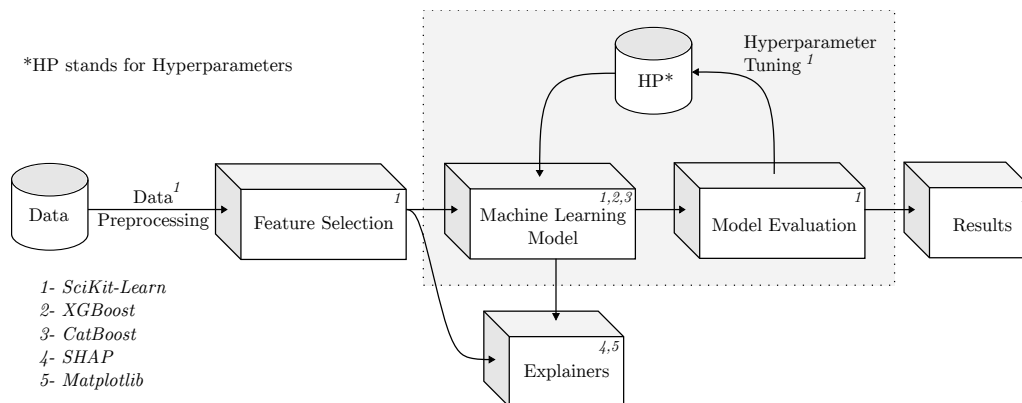 *HP stands for Hyperparameters
Hyperparameter
Tuning 1
HP*
Data
Data1
Preprocessing
1
Feature Selection
1,2,3
Machine Learning
Model
1
Model Evaluation
Results
4,5
Explainers
1- SciKit-Learn
2- XGBoost
3- CatBoost
4- SHAP
5- Matplotlib